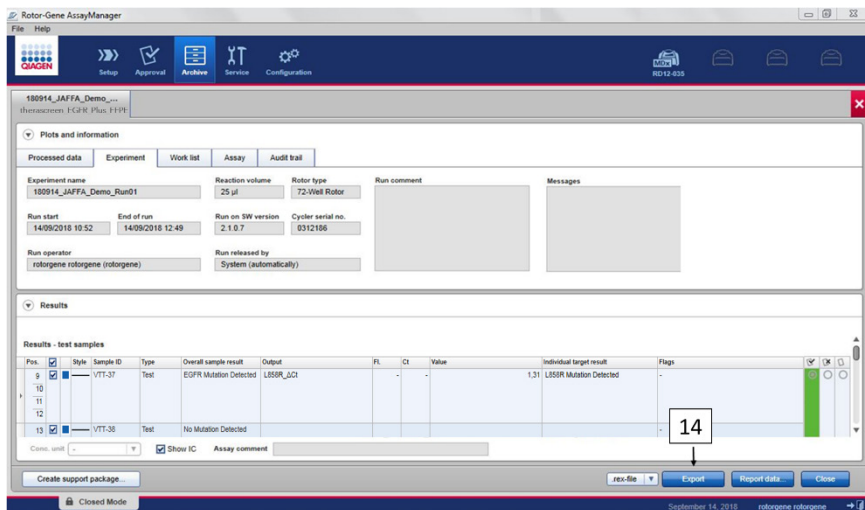 Rotor-Gene AssayManager
File Help
QIAGEN
Setup Approval Archive Service Configuration
MDx
RD12-035
180914_JAFFA_Demo_...
therascreen EGFR Plus FFPE
Plots and information
Processed data Experiment Work list Assay Audit trail
Experiment name Reaction volume Rotor type Run comment Messages
180914_JAFFA_Demo_Run01 25 µl 72-Well Rotor
Run start End of run Run on SW version Cycler serial no.
14/09/2018 10:52 14/09/2018 12:49 2.1.0.7 0312186
Run operator Run released by
rotorgene rotorgene (rotorgene) System (automatically)
Results
Results - test samples
Pos. Style Sample ID Type Overall sample result Output Fl. Ct Value Individual target result Flags
9 VTT-37 Test EGFR Mutation Detected L858R_ΔCt - - 1,31 L858R Mutation Detected -
10
11
12
13 VTT-38 Test No Mutation Detected -
14
Conc. unit - Show IC Assay comment
Create support package... .rex-file Export Report data... Close
Closed Mode September 14, 2018 rotorgene rotorgene